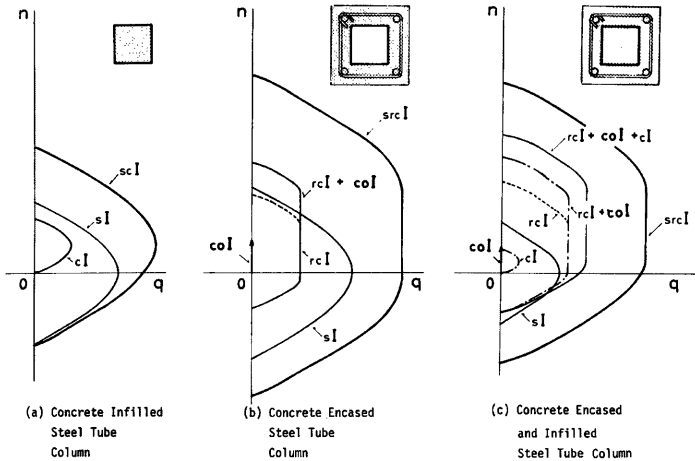 n
scI
sI
cI
0
q
(a) Concrete Infilled
Steel Tube
Column
n
srcI
rcI + coI
coI
rcI
0
q
sI
(b) Concrete Encased
Steel Tube
Column
n
rcI + coI + cI
rcI
rcI + coI
srcI
coI
cI
0
q
sI
(c) Concrete Encased
and Infilled
Steel Tube Column